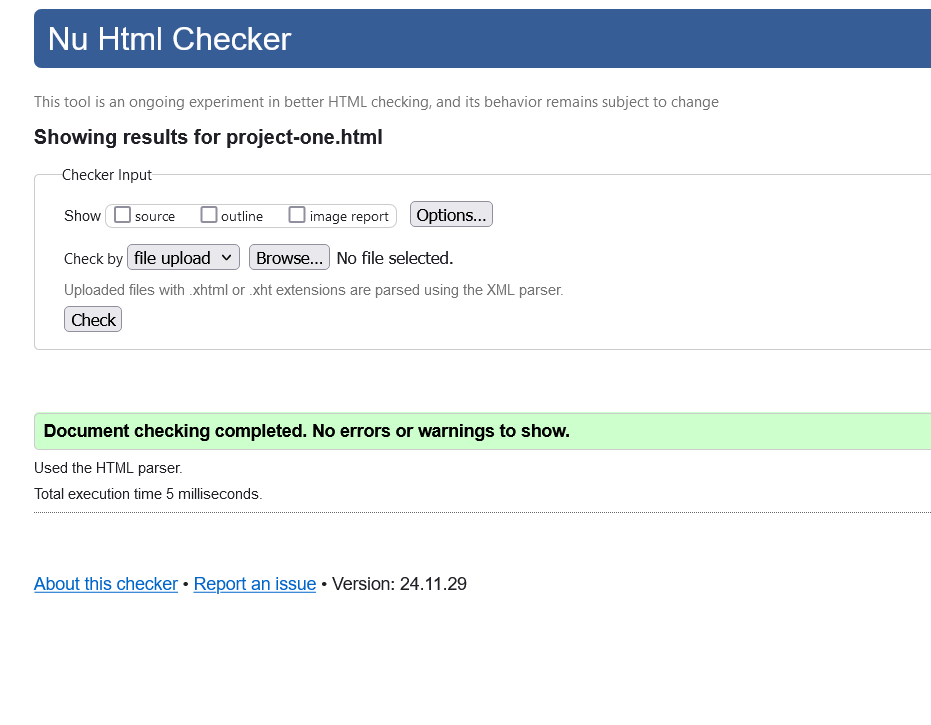 Nu Html Checker
This tool is an ongoing experiment in better HTML checking, and its behavior remains subject to change
Showing results for project-one.html
Checker Input
Show source outline image report Options...
Check by file upload Browse... No file selected.
Uploaded files with .xhtml or .xht extensions are parsed using the XML parser.
Check
Document checking completed. No errors or warnings to show.
Used the HTML parser.
Total execution time 5 milliseconds.
About this checker • Report an issue • Version: 24.11.29